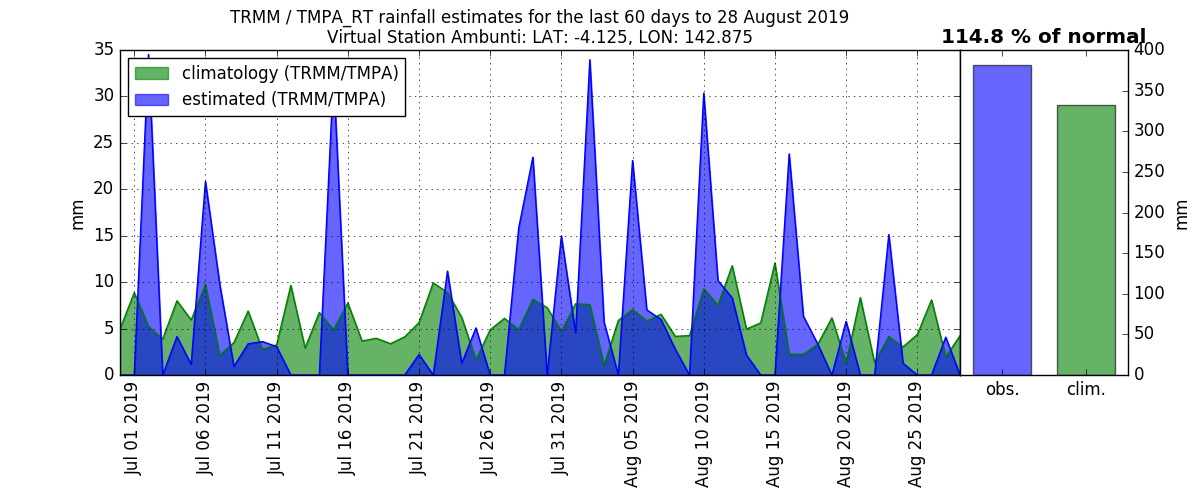 TRMM / TMPA_RT rainfall estimates for the last 60 days to 28 August 2019
Virtual Station Ambunti: LAT: -4.125, LON: 142.875
114.8 % of normal
climatology (TRMM/TMPA)
estimated (TRMM/TMPA)
35
30
25
20
15
10
5
0
mm
400
350
300
250
200
150
100
50
0
mm
obs.
clim.
Jul 01 2019
Jul 06 2019
Jul 11 2019
Jul 16 2019
Jul 21 2019
Jul 26 2019
Jul 31 2019
Aug 05 2019
Aug 10 2019
Aug 15 2019
Aug 20 2019
Aug 25 2019